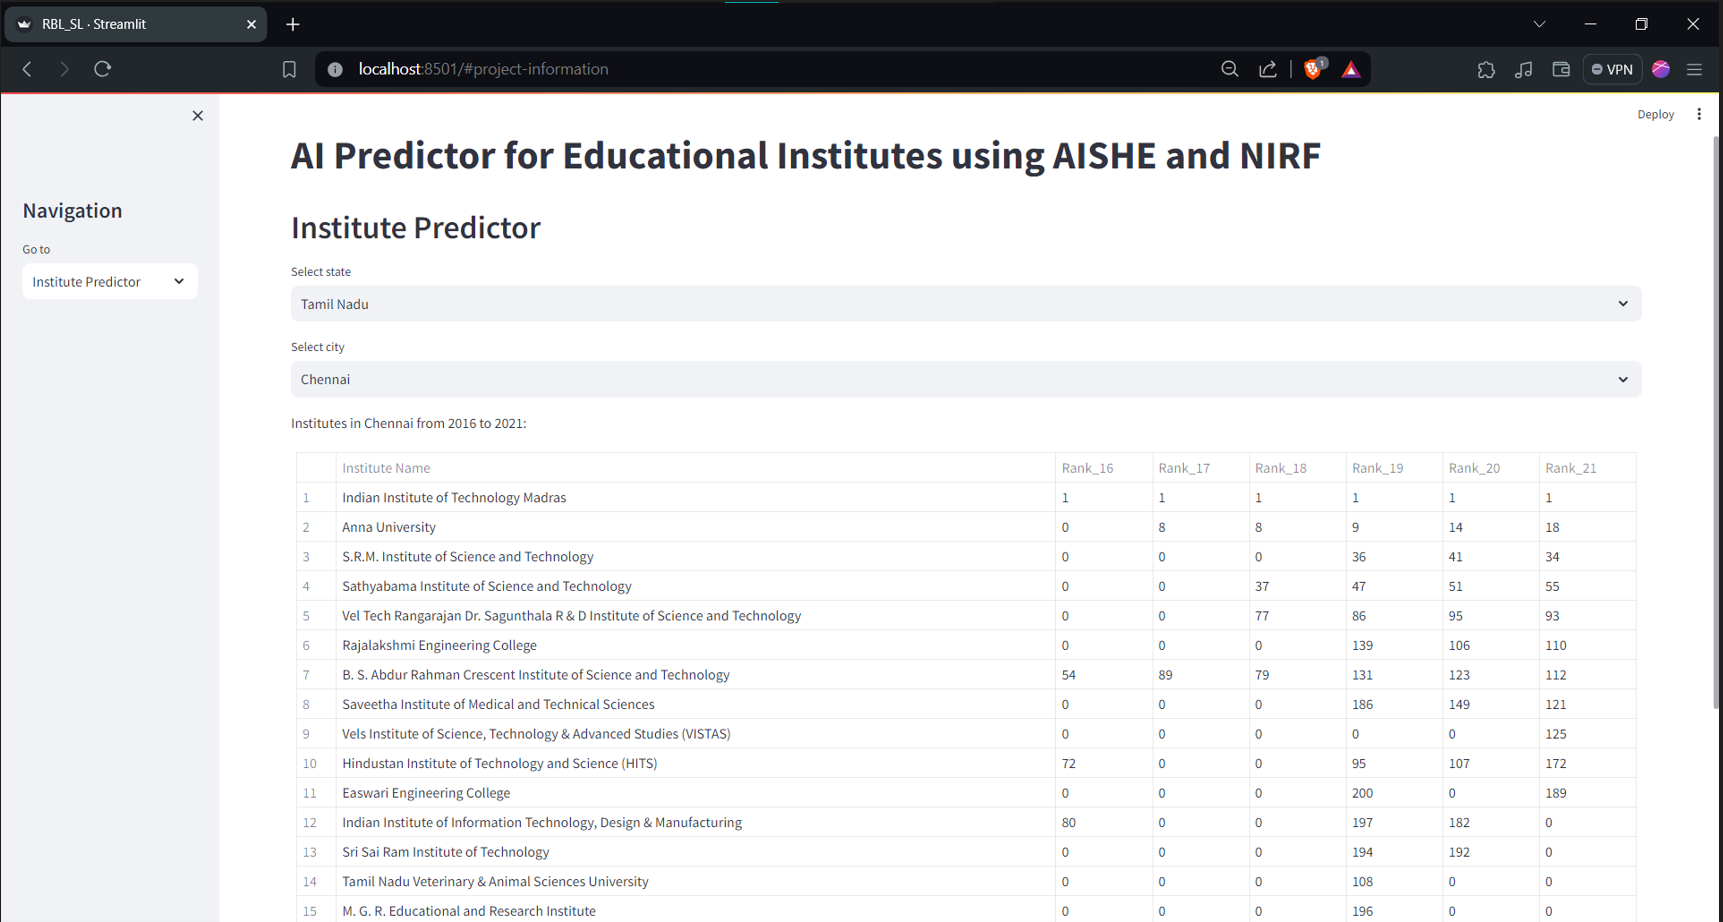 RBL_SL · Streamlit
localhost:8501/#project-information
1
VPN
Deploy
Navigation
Go to
Institute Predictor
AI Predictor for Educational Institutes using AISHE and NIRF
Institute Predictor
Select state
Tamil Nadu
Select city
Chennai
Institutes in Chennai from 2016 to 2021:
Institute Name Rank_16 Rank_17 Rank_18 Rank_19 Rank_20 Rank_21
1 Indian Institute of Technology Madras 1 1 1 1 1 1
2 Anna University 0 8 8 9 14 18
3 S.R.M. Institute of Science and Technology 0 0 0 36 41 34
4 Sathyabama Institute of Science and Technology 0 0 37 47 51 55
5 Vel Tech Rangarajan Dr. Sagunthala R & D Institute of Science and Technology 0 0 77 86 95 93
6 Rajalakshmi Engineering College 0 0 0 139 106 110
7 B. S. Abdur Rahman Crescent Institute of Science and Technology 54 89 79 131 123 112
8 Saveetha Institute of Medical and Technical Sciences 0 0 0 186 149 121
9 Vels Institute of Science, Technology & Advanced Studies (VISTAS) 0 0 0 0 0 125
10 Hindustan Institute of Technology and Science (HITS) 72 0 0 95 107 172
11 Easwari Engineering College 0 0 0 200 0 189
12 Indian Institute of Information Technology, Design & Manufacturing 80 0 0 197 182 0
13 Sri Sai Ram Institute of Technology 0 0 0 194 192 0
14 Tamil Nadu Veterinary & Animal Sciences University 0 0 0 108 0 0
15 M. G. R. Educational and Research Institute 0 0 0 196 0 0